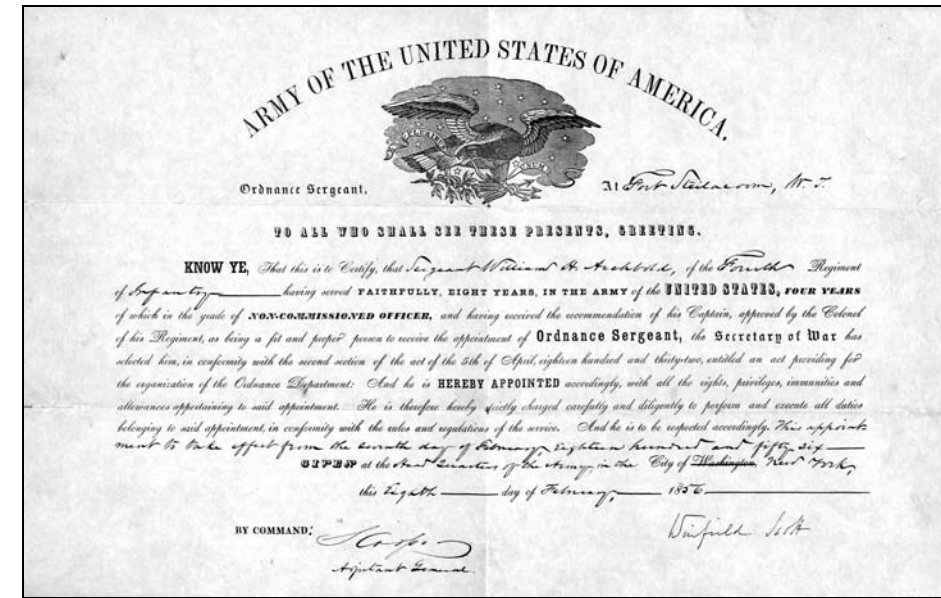 ARMY OF THE UNITED STATES OF AMERICA.
E PLURIBUS UNUM
Ordnance Sergeant, At Fort Steilacoom, W. T.
TO ALL WHO SHALL SEE THESE PRESENTS, GREETING.
KNOW YE, That this is to Certify, that Sergeant William H. Archbold, of the Fourth Regiment
of Infantry having served FAITHFULLY, EIGHT YEARS, IN THE ARMY of the UNITED STATES, FOUR YEARS
of which in the grade of NON-COMMISSIONED OFFICER, and having received the recommendation of his Captain, approved by the Colonel
of his Regiment, as being a fit and proper person to receive the appointment of Ordnance Sergeant, the Secretary of War has
selected him, in conformity with the second section of the act of the 5th of April, eighteen hundred and thirty-two, entitled an act providing for
the organization of the Ordnance Department: And he is HEREBY APPOINTED accordingly, with all the rights, privileges, immunities and
allowances appertaining to said appointment. He is therefore hereby strictly charged carefully and diligently to perform and execute all duties
belonging to said appointment, in conformity with the rules and regulations of the service. And he is to be respected accordingly. This appoint-
ment to take effect from the seventh day of February, Eighteen hundred and fifty six
GIVEN at the Head Quarters of the Army, in the City of Washington, New York,
this Eighth day of February, 1856
BY COMMAND: Winfield Scott
S Cooper
Adjutant General.